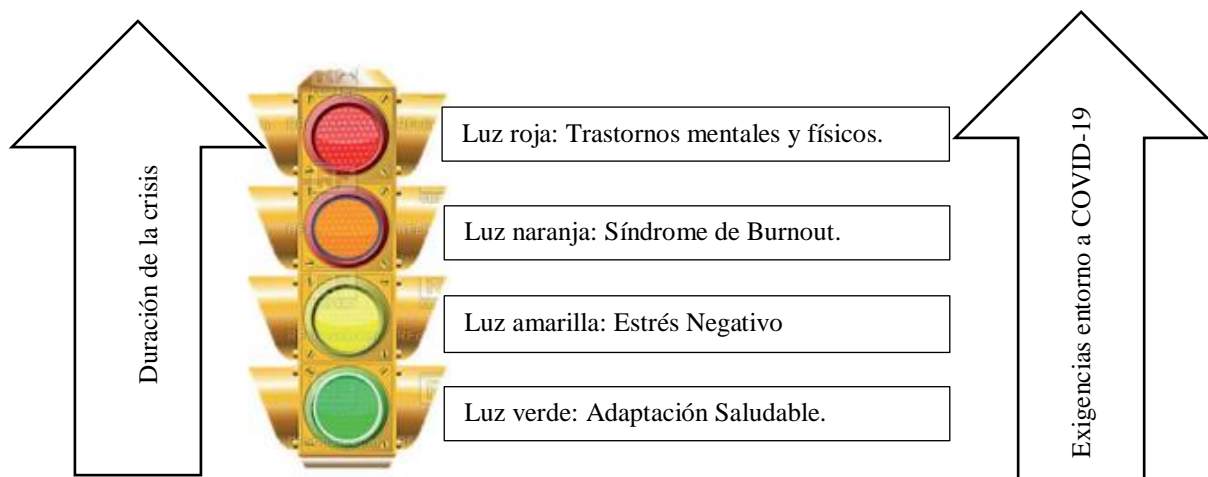 Duración de la crisis
Luz roja: Trastornos mentales y físicos.
Luz naranja: Síndrome de Burnout.
Luz amarilla: Estrés Negativo
Luz verde: Adaptación Saludable.
Exigencias entorno a COVID-19